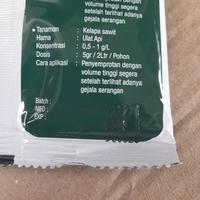 volume tinggi segera
setelah terlihat adanya
gejala serangan
Tanaman : Kelapa sawit
Hama : Ulat Api
Konsentrasi : 0,5 - 1 g/L
Dosis : 5gr / 2Ltr / Pohon
Cara aplikasi : Penyemprotan dengan
volume tinggi segera
setelah terlihat adanya
gejala serangan
Batch :
MFD :
EXP :